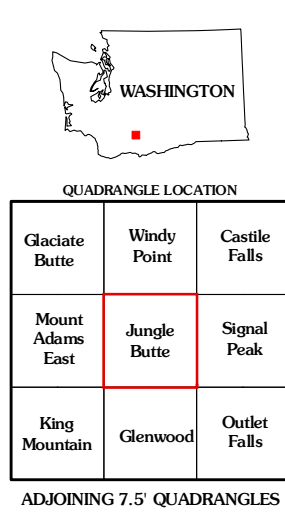 WASHINGTON
QUADRANGLE LOCATION
Glaciate
Butte
Windy
Point
Castile
Falls
Mount
Adams
East
Jungle
Butte
Signal
Peak
King
Mountain
Glenwood
Outlet
Falls
ADJOINING 7.5' QUADRANGLES